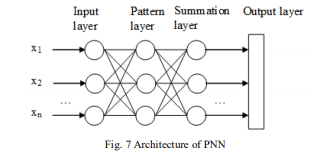 Input Pattern Summation Output layer
layer layer layer
x1
x2
... ...
xn
Fig. 7 Architecture of PNN